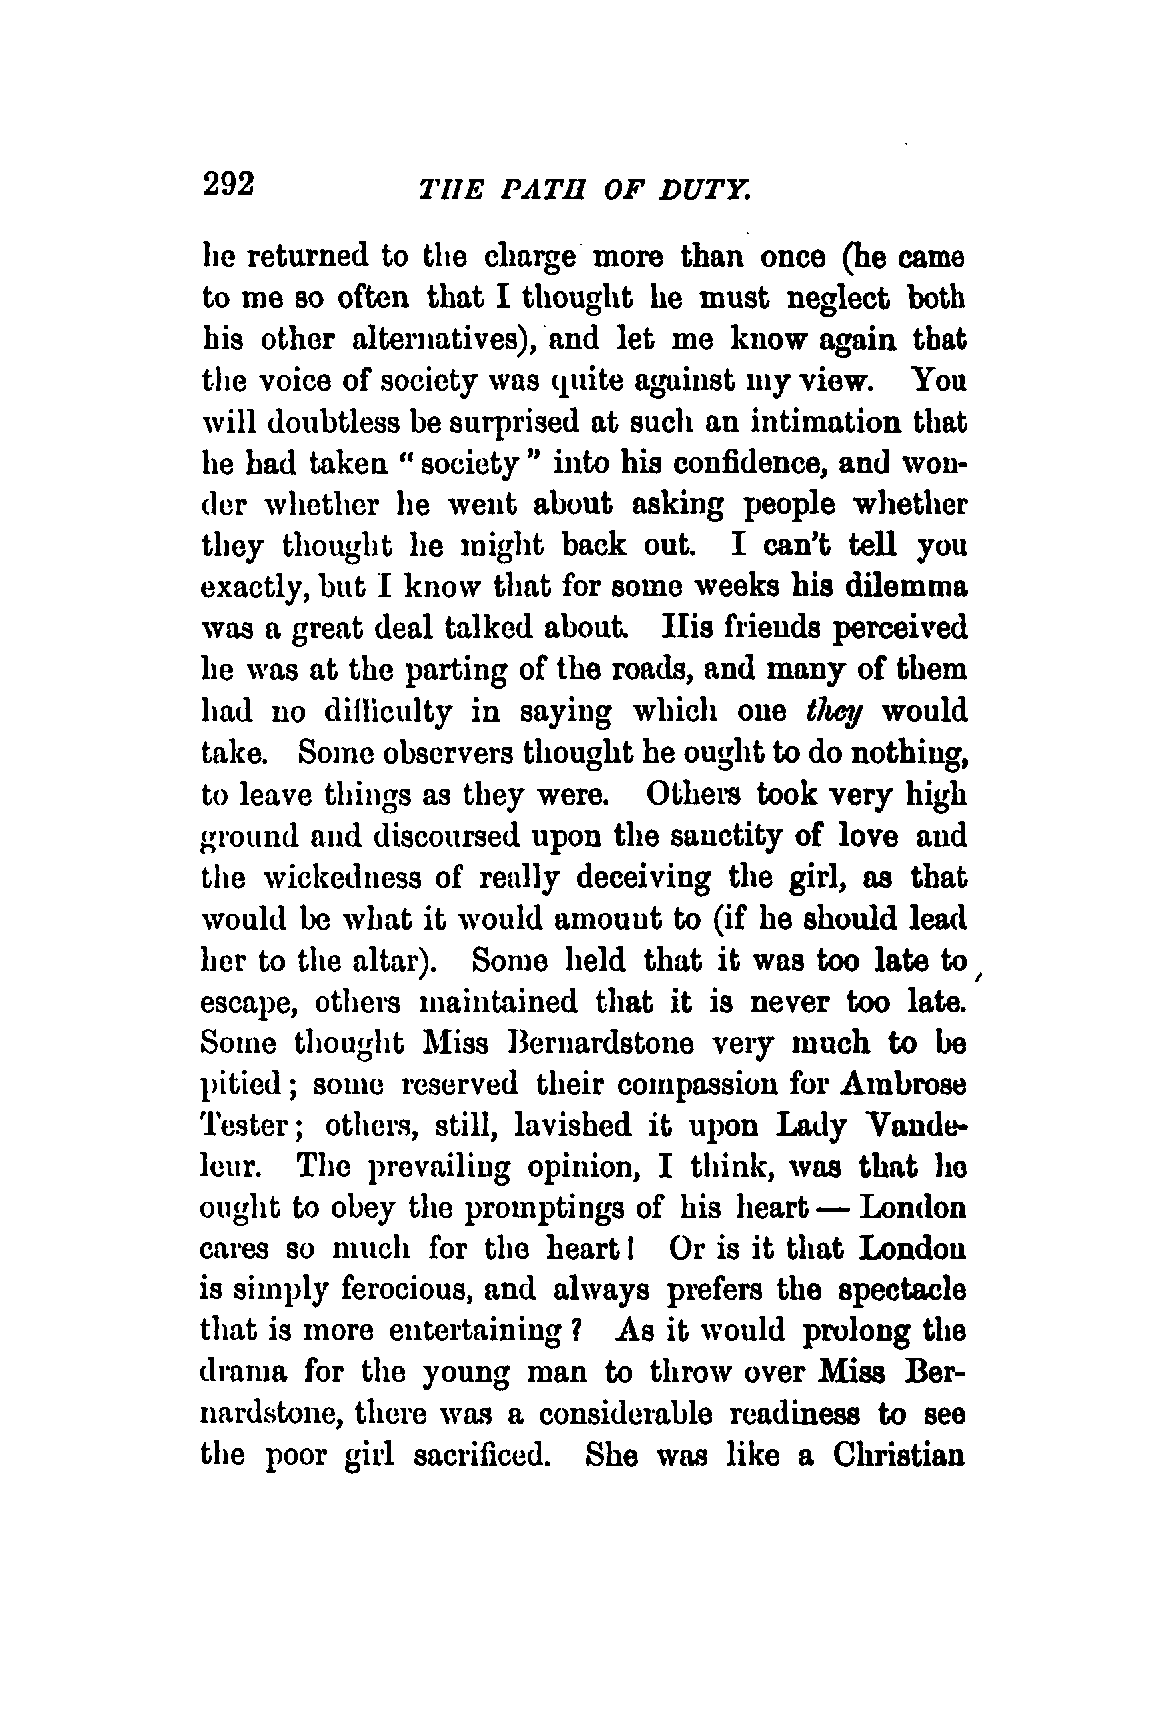 292 THE PATH OF DUTY.
he returned to the charge more than once (he came
to me so often that I thought he must neglect both
his other alternatives), and let me know again that
the voice of society was quite against my view. You
will doubtless be surprised at such an intimation that
he had taken “society” into his confidence, and won-
der whether he went about asking people whether
they thought he might back out. I can't tell you
exactly, but I know that for some weeks his dilemma
was a great deal talked about. His friends perceived
he was at the parting of the roads, and many of them
had no difficulty in saying which one they would
take. Some observers thought he ought to do nothing,
to leave things as they were. Others took very high
ground and discoursed upon the sanctity of love and
the wickedness of really deceiving the girl, as that
would be what it would amount to (if he should lead
her to the altar). Some held that it was too late to
escape, others maintained that it is never too late.
Some thought Miss Bernardstone very much to be
pitied; some reserved their compassion for Ambrose
Tester; others, still, lavished it upon Lady Vande-
leur. The prevailing opinion, I think, was that he
ought to obey the promptings of his heart — London
cares so much for the heart! Or is it that London
is simply ferocious, and always prefers the spectacle
that is more entertaining? As it would prolong the
drama for the young man to throw over Miss Ber-
nardstone, there was a considerable readiness to see
the poor girl sacrificed. She was like a Christian